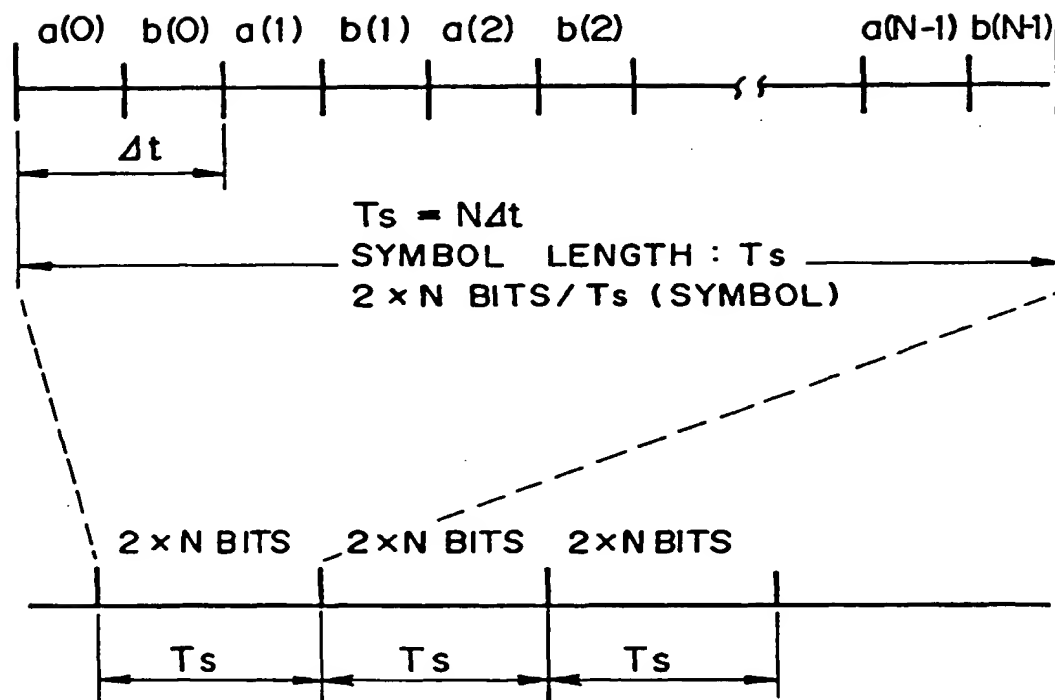 a(0) b(0) a(1) b(1) a(2) b(2) a(N-1) b(N-1)
Δt
Ts = NΔt
SYMBOL LENGTH : Ts
2 × N BITS/Ts (SYMBOL)
2 × N BITS 2 × N BITS 2 × N BITS
Ts Ts Ts